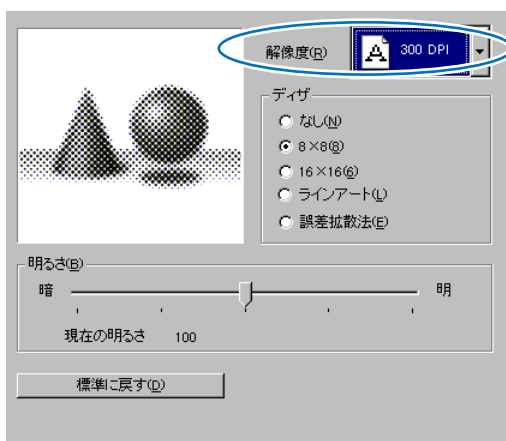 解像度(R) A 300 DPI
ディザ
なし(N)
8×8(8)
16×16(6)
ラインアート(L)
誤差拡散法(E)
明るさ(B)
暗 明
現在の明るさ 100
標準に戻す(D)